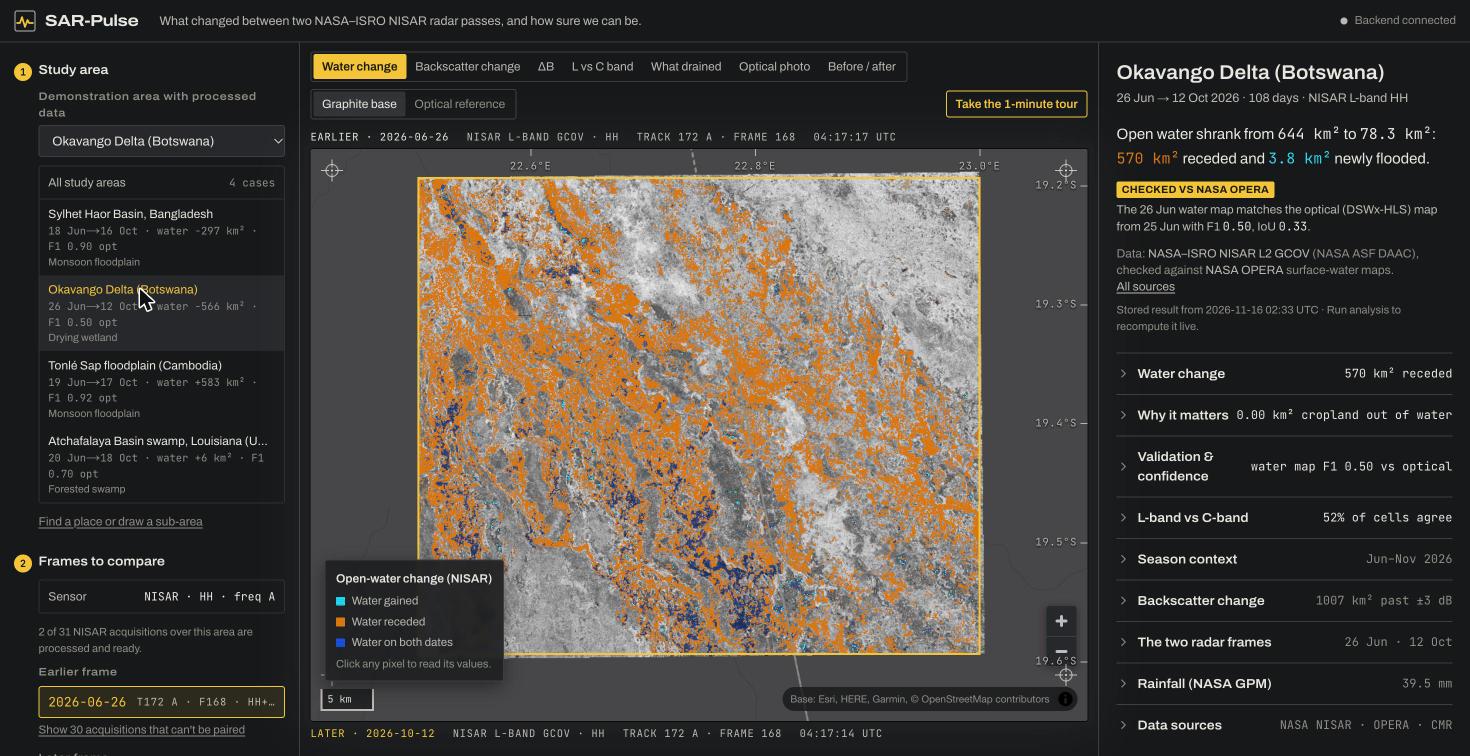 SAR-Pulse
What changed between two NASA–ISRO NISAR radar passes, and how sure we can be.
Backend connected
1
Study area
Demonstration area with processed
data
Okavango Delta (Botswana)
All study areas
4 cases
Sylhet Haor Basin, Bangladesh
18 Jun→16 Oct · water -297 km² ·
F1 0.90 opt
Monsoon floodplain
Okavango Delta (Botswana)
26 Jun→12 Oct water -566 km² ·
F1 0.50 opt
Drying wetland
Tonlé Sap floodplain (Cambodia)
19 Jun→17 Oct · water +583 km² ·
F1 0.92 opt
Monsoon floodplain
Atchafalaya Basin swamp, Louisiana (U...
20 Jun→18 Oct · water +6 km² · F1
0.70 opt
Forested swamp
Find a place or draw a sub-area
2
Frames to compare
Sensor
NISAR · HH · freq A
2 of 31 NISAR acquisitions over this area are
processed and ready.
Earlier frame
2026-06-26 T172 A · F168 · HH+…
Show 30 acquisitions that can't be paired
Water change
Backscatter change
ΔB
L vs C band
What drained
Optical photo
Before / after
Graphite base
Optical reference
Take the 1-minute tour
EARLIER · 2026-06-26 NISAR L-BAND GCOV · HH TRACK 172 A · FRAME 168 04:17:17 UTC
22.6°E
22.8°E
23.0°E
19.2°S
19.3°S
19.4°S
19.5°S
19.6°S
Open-water change (NISAR)
Water gained
Water receded
Water on both dates
Click any pixel to read its values.
5 km
+
−
Base: Esri, HERE, Garmin, © OpenStreetMap contributors
LATER · 2026-10-12 NISAR L-BAND GCOV · HH TRACK 172 A · FRAME 168 04:17:14 UTC
Okavango Delta (Botswana)
26 Jun → 12 Oct 2026 · 108 days · NISAR L-band HH
Open water shrank from 644 km² to 78.3 km²:
570 km² receded and 3.8 km² newly flooded.
CHECKED VS NASA OPERA
The 26 Jun water map matches the optical (DSWx-HLS) map
from 25 Jun with F1 0.50, IoU 0.33.
Data: NASA–ISRO NISAR L2 GCOV (NASA ASF DAAC),
checked against NASA OPERA surface-water maps.
All sources
Stored result from 2026-11-16 02:33 UTC · Run analysis to
recompute it live.
Water change
570 km² receded
Why it matters
0.00 km² cropland out of water
Validation &
confidence
water map F1 0.50 vs optical
L-band vs C-band
52% of cells agree
Season context
Jun–Nov 2026
Backscatter change
1007 km² past ±3 dB
The two radar frames
26 Jun · 12 Oct
Rainfall (NASA GPM)
39.5 mm
Data sources
NASA NISAR · OPERA · CMR